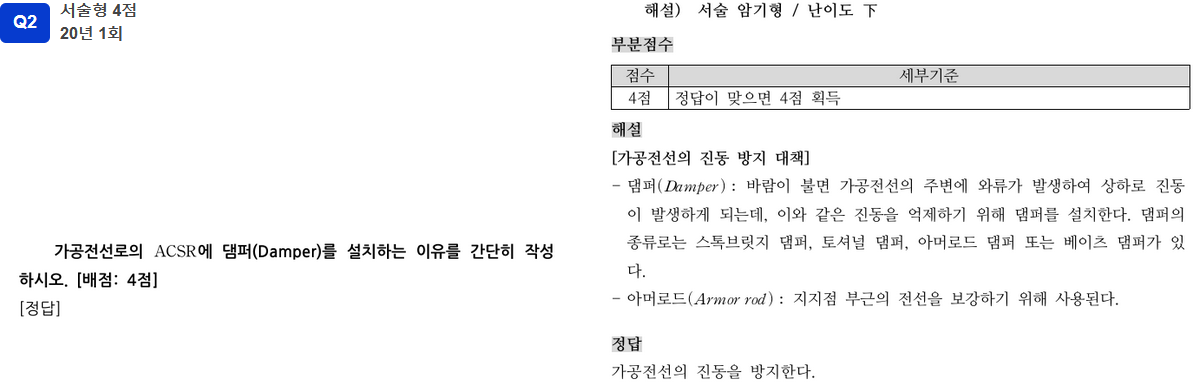 Q2
서술형 4점
20년 1회
가공전선로의 ACSR에 댐퍼(Damper)를 설치하는 이유를 간단히 작성
하시오. [배점: 4점]
[정답]
해설) 서술 암기형 / 난이도 下
부분점수
점수 세부기준
4점 정답이 맞으면 4점 획득
해설
[가공전선의 진동 방지 대책]
- 댐퍼(Damper) : 바람이 불면 가공전선의 주변에 와류가 발생하여 상하로 진동
이 발생하게 되는데, 이와 같은 진동을 억제하기 위해 댐퍼를 설치한다. 댐퍼의
종류로는 스톡브릿지 댐퍼, 토셔널 댐퍼, 아머로드 댐퍼 또는 베이츠 댐퍼가 있
다.
- 아머로드(Armor rod) : 지지점 부근의 전선을 보강하기 위해 사용된다.
정답
가공전선의 진동을 방지한다.